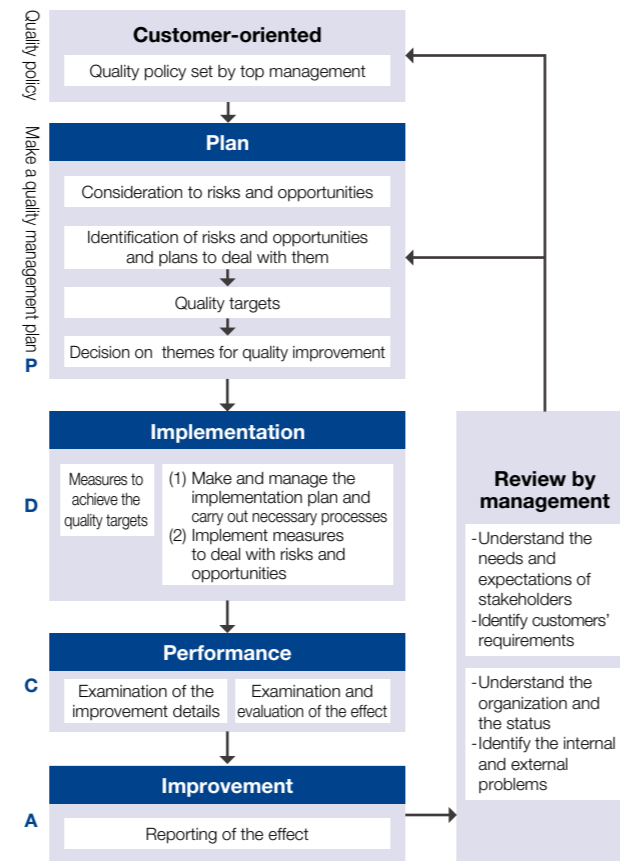 Quality policy
Customer-oriented
Quality policy set by top management
Make a quality management plan
P
Plan
Consideration to risks and opportunities
Identification of risks and opportunities
and plans to deal with them
Quality targets
Decision on themes for quality improvement
D
Implementation
Measures to
achieve the
quality targets
(1) Make and manage the
implementation plan and
carry out necessary processes
(2) Implement measures
to deal with risks and
opportunities
C
Performance
Examination of the
improvement details
Examination and
evaluation of the effect
A
Improvement
Reporting of the effect
Review by
management
-Understand the
needs and
expectations of
stakeholders
-Identify customers’
requirements
-Understand the
organization and
the status
-Identify the internal
and external
problems